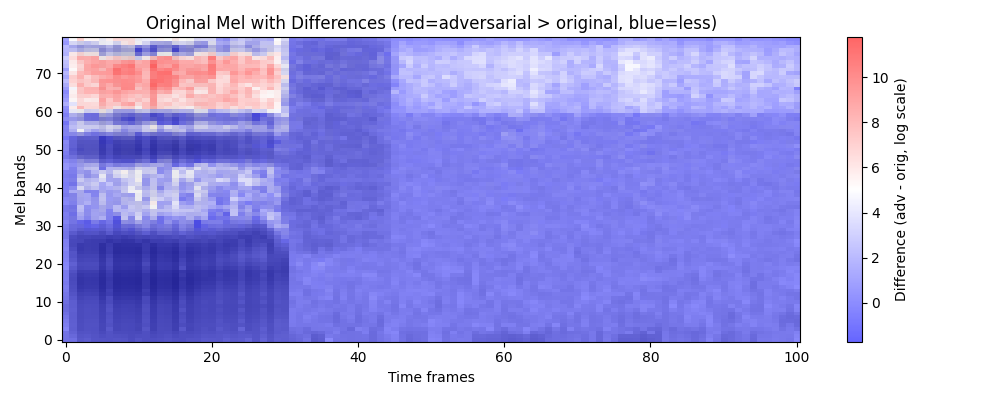 Original Mel with Differences (red=adversarial > original, blue=less)
Mel bands
70
60
50
40
30
20
10
0
0 20 40 60 80 100
Time frames
10
8
6
4
2
0
Difference (adv - orig, log scale)